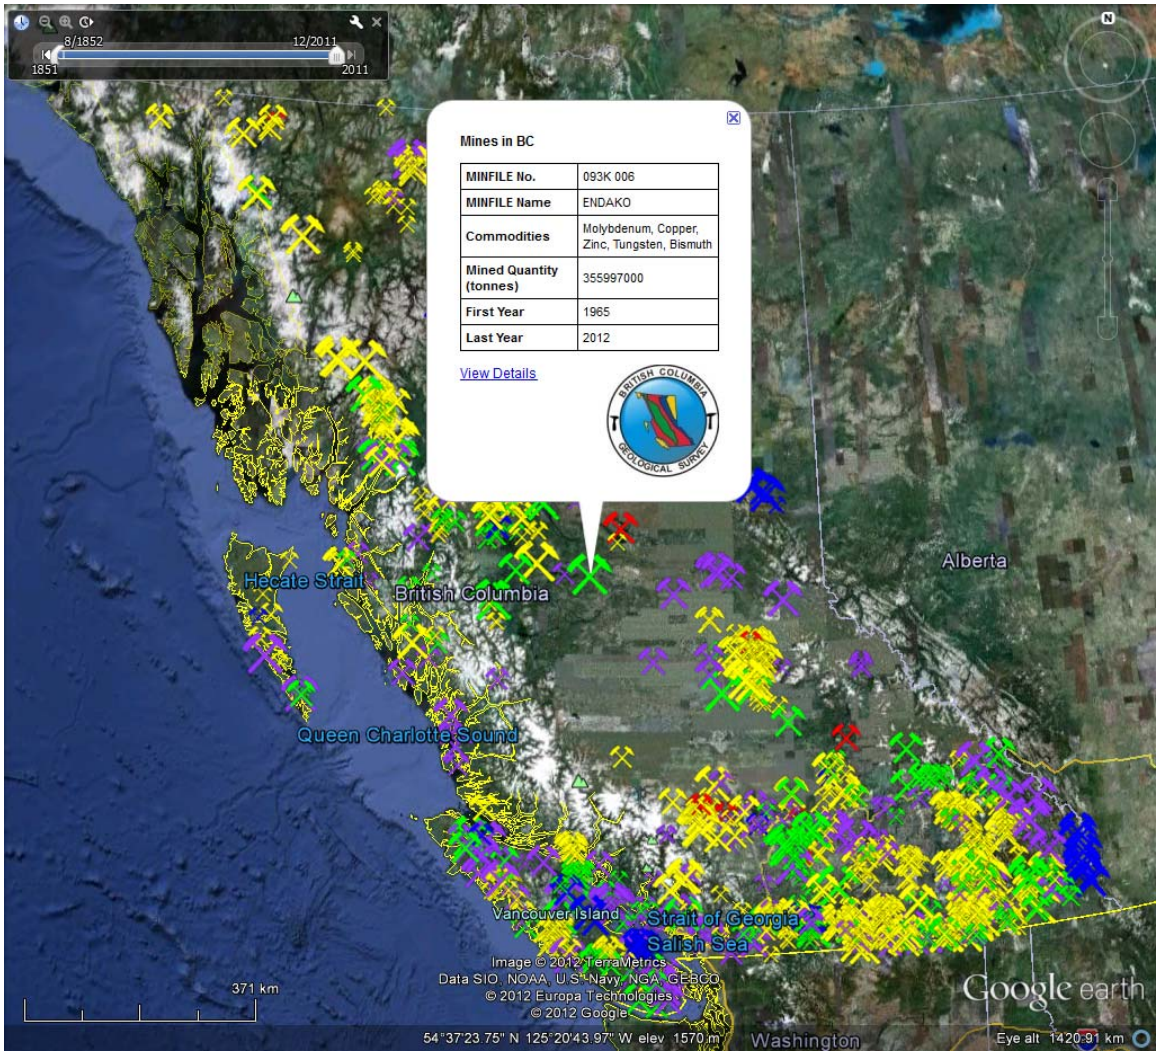 8/1852 12/2011
1851 2011
N
Mines in BC
MINFILE No. 093K 006
MINFILE Name ENDAKO
Commodities Molybdenum, Copper,
Zinc, Tungsten, Bismuth
Mined Quantity
(tonnes) 355997000
First Year 1965
Last Year 2012
View Details
BRITISH COLUMBIA
GEOLOGICAL SURVEY
Alberta
Hecate Strait
British Columbia
Queen Charlotte Sound
Vancouver Island
Strait of Georgia
Salish Sea
Image © 2012 TerraMetrics
Data SIO, NOAA, U.S. Navy, NGA, GEBCO
© 2012 Europa Technologies
© 2012 Google
371 km
Google earth
Washington
54°37'23.75" N 125°20'43.97" W elev 1570 m
Eye alt 1420.91 km